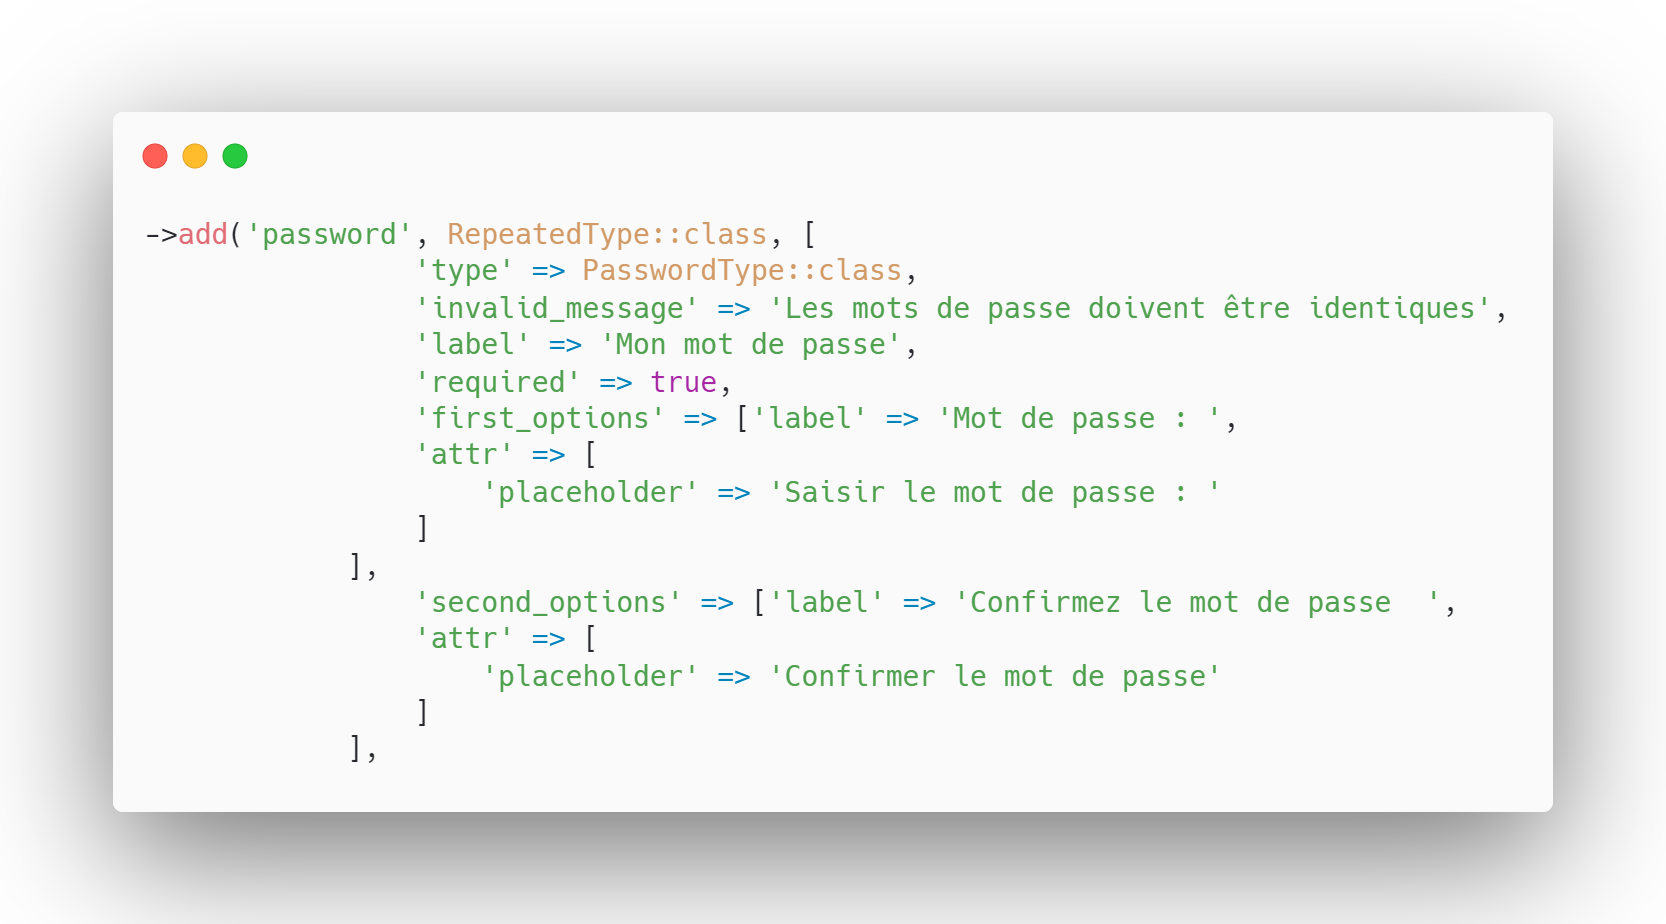 ->add('password', RepeatedType::class, [
'type' => PasswordType::class,
'invalid_message' => 'Les mots de passe doivent être identiques',
'label' => 'Mon mot de passe',
'required' => true,
'first_options' => ['label' => 'Mot de passe : ',
'attr' => [
'placeholder' => 'Saisir le mot de passe : '
]
],
'second_options' => ['label' => 'Confirmez le mot de passe  ',
'attr' => [
'placeholder' => 'Confirmer le mot de passe'
]
],